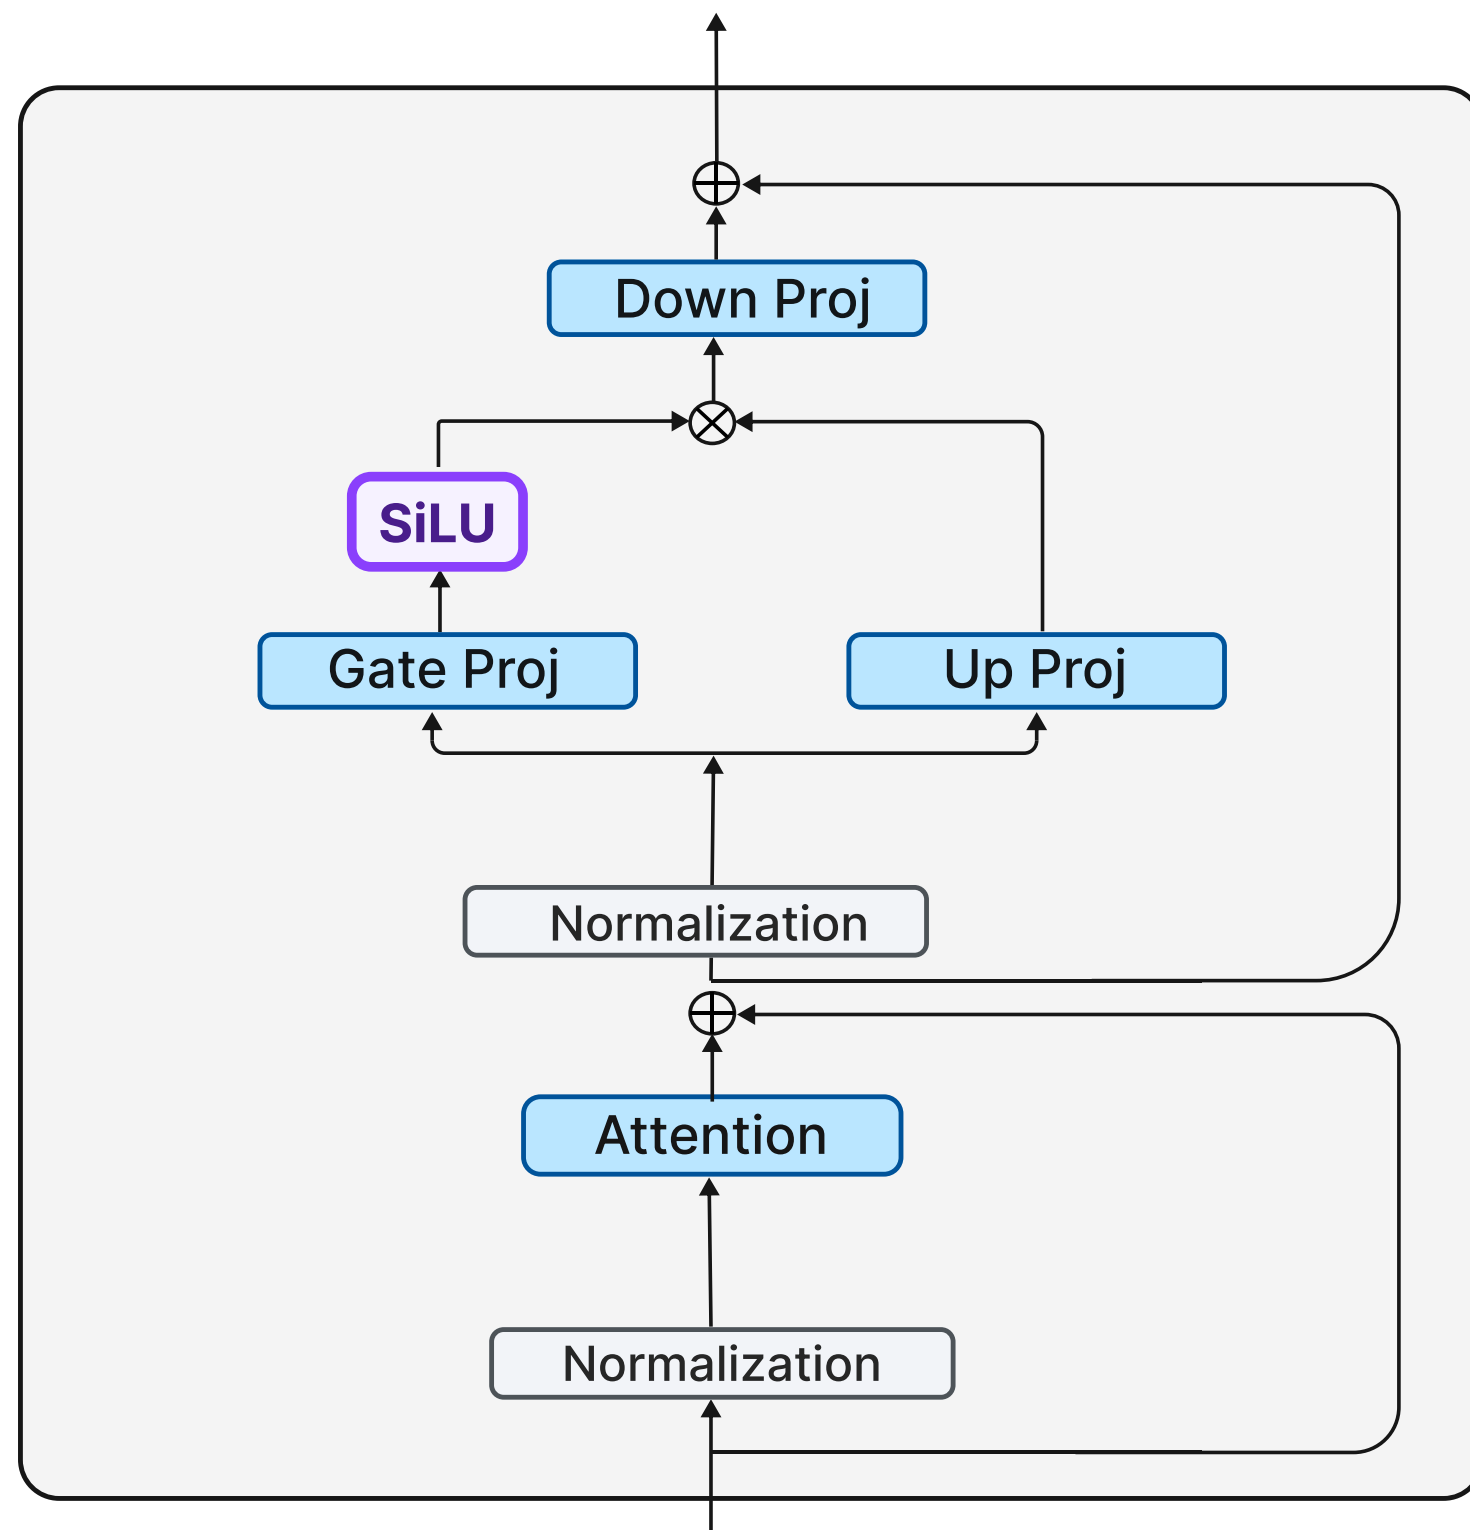 Down Proj
SiLU
Gate Proj
Up Proj
Normalization
Attention
Normalization